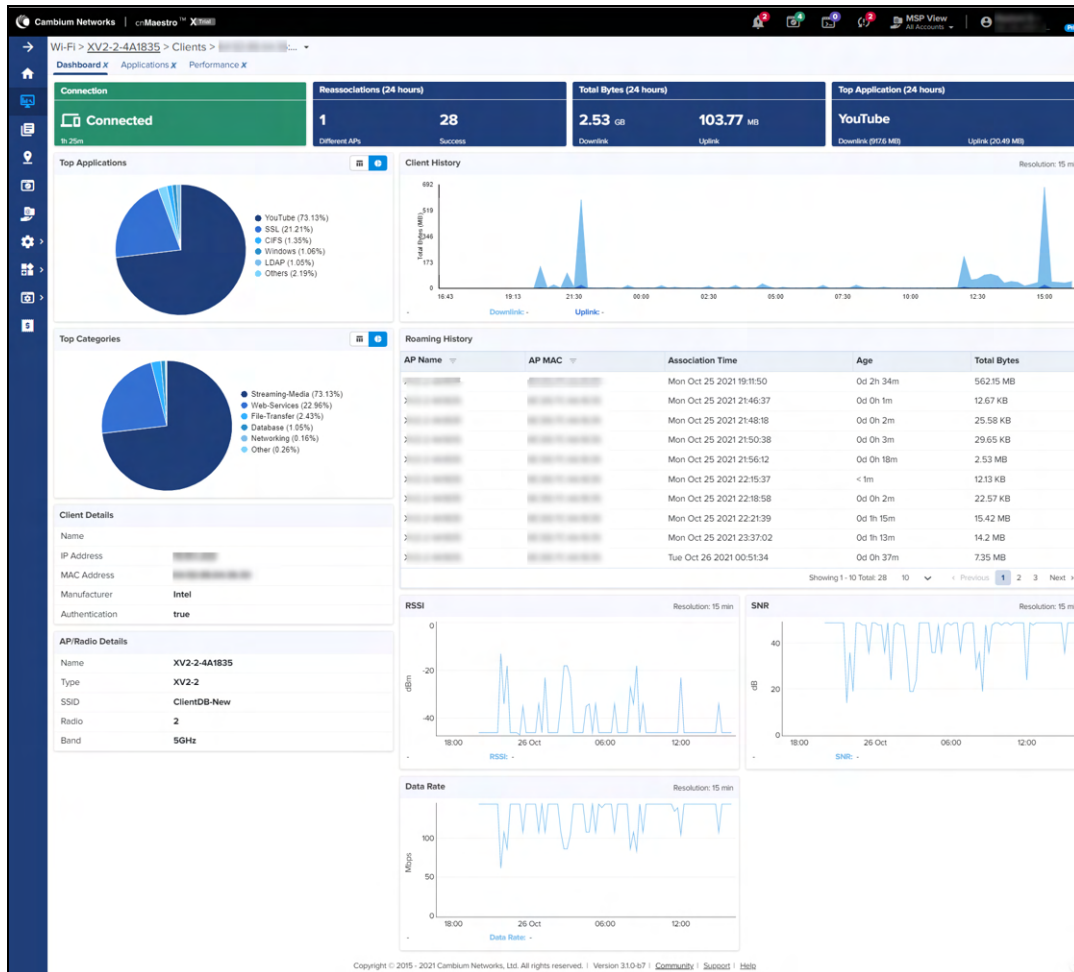 Cambium Networks | cnMaestro™ X Trial
2 4 0 2 MSP View
All Accounts
Wi-Fi > XV2-2-4A1835 > Clients > :...
Dashboard X Applications X Performance X
Connection
Connected
1h 25m
Reassociations (24 hours)
1 28
Different APs Success
Total Bytes (24 hours)
2.53 GB 103.77 MB
Downlink Uplink
Top Application (24 hours)
YouTube
Downlink (917.6 MB) Uplink (20.49 MB)
Top Applications
YouTube (73.13%)
SSL (21.21%)
CIFS (1.35%)
Windows (1.06%)
LDAP (1.05%)
Others (2.19%)
Client History
Resolution: 15 mi
Total Bytes (MB)
692
519
346
173
0
16:43 19:13 21:30 00:00 02:30 05:00 07:30 10:00 12:30 15:00
- Downlink: - Uplink: -
Top Categories
Streaming-Media (73.13%)
Web-Services (22.96%)
File-Transfer (2.43%)
Database (1.05%)
Networking (0.16%)
Other (0.26%)
Roaming History
AP Name AP MAC Association Time Age Total Bytes
Mon Oct 25 2021 19:11:50 0d 2h 34m 562.15 MB
Mon Oct 25 2021 21:46:37 0d 0h 1m 12.67 KB
Mon Oct 25 2021 21:48:18 0d 0h 2m 25.58 KB
Mon Oct 25 2021 21:50:38 0d 0h 3m 29.65 KB
Mon Oct 25 2021 21:56:12 0d 0h 18m 2.53 MB
Mon Oct 25 2021 22:15:37 < 1m 12.13 KB
Mon Oct 25 2021 22:18:58 0d 0h 2m 22.57 KB
Mon Oct 25 2021 22:21:39 0d 1h 15m 15.42 MB
Mon Oct 25 2021 23:37:02 0d 1h 13m 14.2 MB
Tue Oct 26 2021 00:51:34 0d 0h 37m 7.35 MB
Showing 1 - 10 Total: 28 10 < Previous 1 2 3 Next >
Client Details
Name
IP Address
MAC Address
Manufacturer Intel
Authentication true
AP/Radio Details
Name XV2-2-4A1835
Type XV2-2
SSID ClientDB-New
Radio 2
Band 5GHz
RSSI Resolution: 15 min
dBm
0
-20
-40
18:00 26 Oct 06:00 12:00
- RSSI: -
SNR Resolution: 15 mi
dB
40
20
0
18:00 26 Oct 06:00 12:00
- SNR: -
Data Rate Resolution: 15 min
Mbps
100
50
0
18:00 26 Oct 06:00 12:00
- Data Rate: -
Copyright © 2015 - 2021 Cambium Networks, Ltd. All rights reserved. | Version 3.1.0-b7 | Community | Support | Help